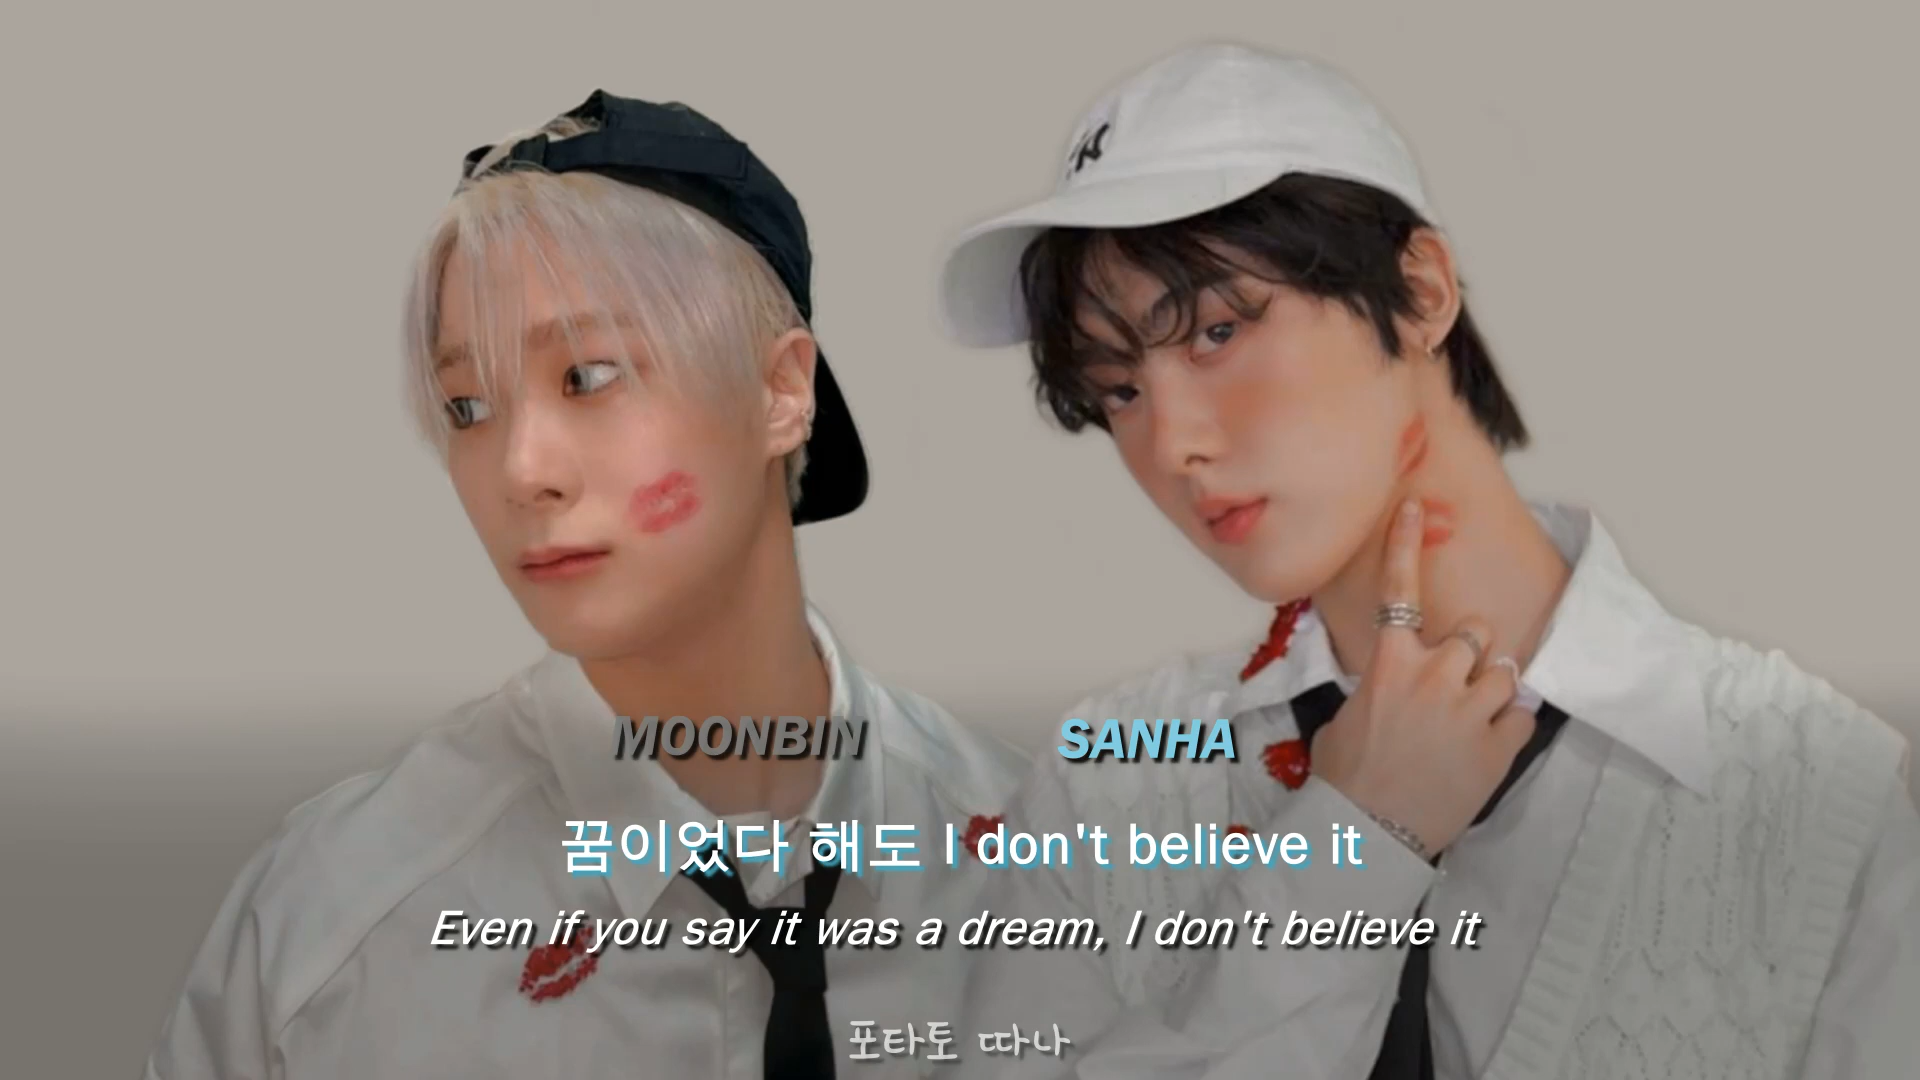 MOONBIN SANHA
꿈이었다 해도 I don't believe it
Even if you say it was a dream, I don't believe it
포타토 따나